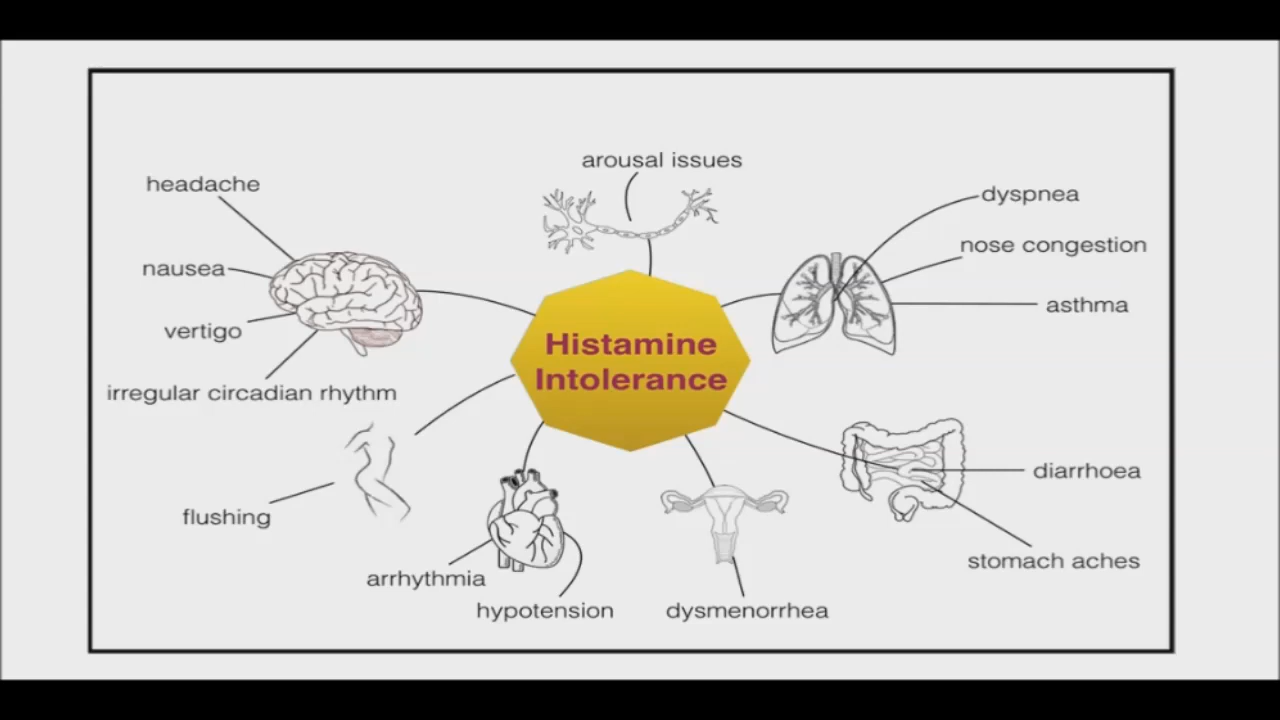 arousal issues
headache
nausea
vertigo
irregular circadian rhythm
dyspnea
nose congestion
asthma
Histamine
Intolerance
flushing
arrhythmia
hypotension
dysmenorrhea
diarrhoea
stomach aches